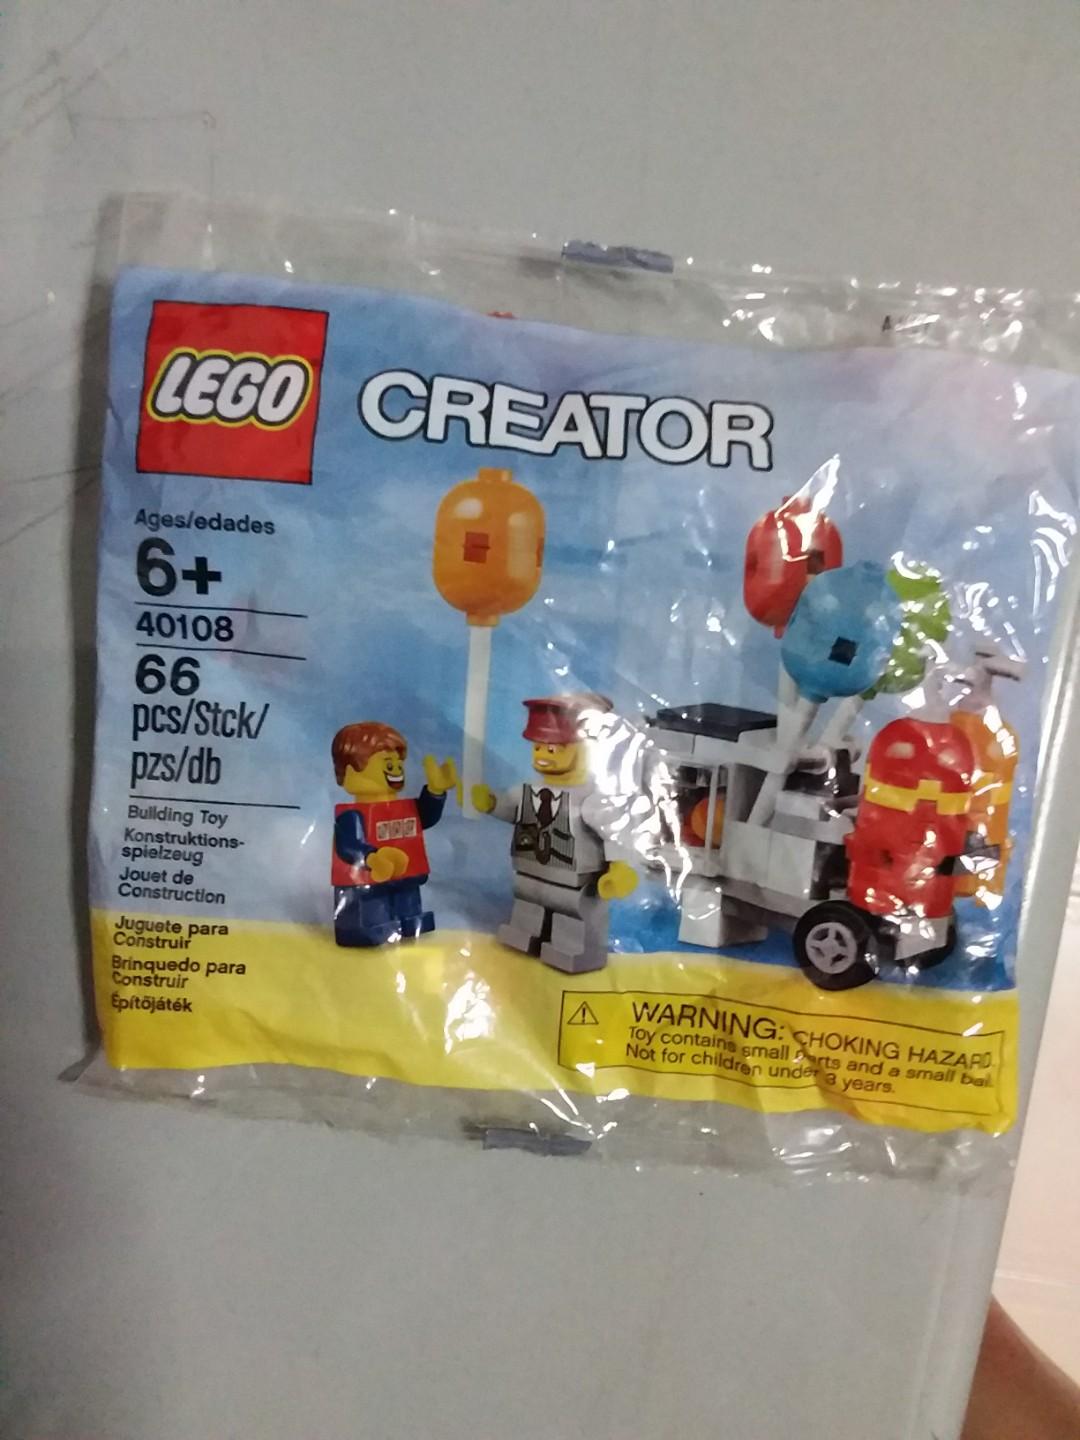 LEGO
CREATOR
Ages/edades
6+
40108
66
pcs/Stck/
pzs/db
Building Toy
Konstruktions-
spielzeug
Jouet de
Construction
Juguete para
Construir
Brinquedo para
Construir
Építőjáték
WARNING: CHOKING HAZARD.
Toy contains small parts and a small ball.
Not for children under 3 years.